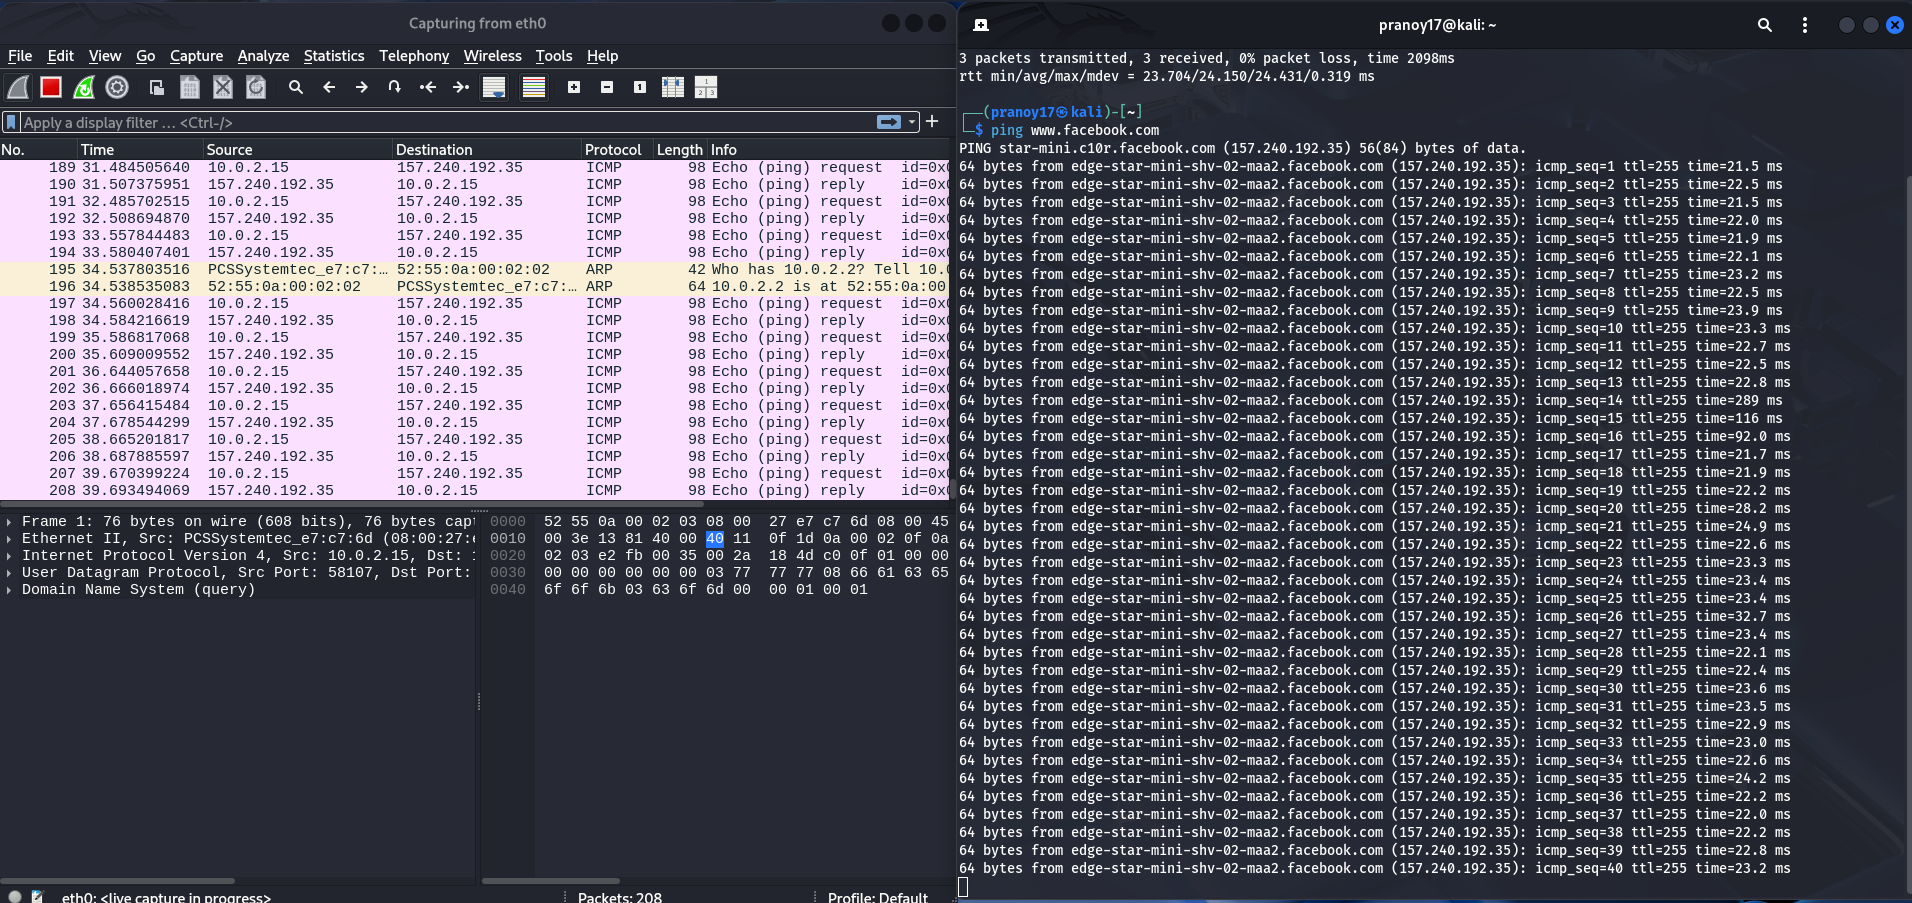 Capturing from eth0
File Edit View Go Capture Analyze Statistics Telephony Wireless Tools Help
Apply a display filter … <Ctrl-/>
No. Time Source Destination Protocol Length Info
189 31.484505640 10.0.2.15 157.240.192.35 ICMP 98 Echo (ping) request id=0x
190 31.507375951 157.240.192.35 10.0.2.15 ICMP 98 Echo (ping) reply id=0x
191 32.485702515 10.0.2.15 157.240.192.35 ICMP 98 Echo (ping) request id=0x
192 32.508694870 157.240.192.35 10.0.2.15 ICMP 98 Echo (ping) reply id=0x
193 33.557844483 10.0.2.15 157.240.192.35 ICMP 98 Echo (ping) request id=0x
194 33.580407401 157.240.192.35 10.0.2.15 ICMP 98 Echo (ping) reply id=0x
195 34.537803516 PCSSystemtec_e7:c7:… 52:55:0a:00:02:02 ARP 42 Who has 10.0.2.2? Tell 10.
196 34.538535083 52:55:0a:00:02:02 PCSSystemtec_e7:c7:… ARP 64 10.0.2.2 is at 52:55:0a:00
197 34.560028416 10.0.2.15 157.240.192.35 ICMP 98 Echo (ping) request id=0x
198 34.584216619 157.240.192.35 10.0.2.15 ICMP 98 Echo (ping) reply id=0x
199 35.586817068 10.0.2.15 157.240.192.35 ICMP 98 Echo (ping) request id=0x
200 35.609009552 157.240.192.35 10.0.2.15 ICMP 98 Echo (ping) reply id=0x
201 36.644057658 10.0.2.15 157.240.192.35 ICMP 98 Echo (ping) request id=0x
202 36.666018974 157.240.192.35 10.0.2.15 ICMP 98 Echo (ping) reply id=0x
203 37.656415484 10.0.2.15 157.240.192.35 ICMP 98 Echo (ping) request id=0x
204 37.678544299 157.240.192.35 10.0.2.15 ICMP 98 Echo (ping) reply id=0x
205 38.665201817 10.0.2.15 157.240.192.35 ICMP 98 Echo (ping) request id=0x
206 38.687885597 157.240.192.35 10.0.2.15 ICMP 98 Echo (ping) reply id=0x
207 39.670399224 10.0.2.15 157.240.192.35 ICMP 98 Echo (ping) request id=0x
208 39.693494069 157.240.192.35 10.0.2.15 ICMP 98 Echo (ping) reply id=0x
Frame 1: 76 bytes on wire (608 bits), 76 bytes capt
Ethernet II, Src: PCSSystemtec_e7:c7:6d (08:00:27:e
Internet Protocol Version 4, Src: 10.0.2.15, Dst: 1
User Datagram Protocol, Src Port: 58107, Dst Port:
Domain Name System (query)
0000 52 55 0a 00 02 03 08 00 27 e7 c7 6d 08 00 45
0010 00 3e 13 81 40 00 40 11 0f 1d 0a 00 02 0f 0a
0020 02 03 e2 fb 00 35 00 2a 18 4d c0 0f 01 00 00
0030 00 00 00 00 00 00 03 77 77 77 08 66 61 63 65
0040 6f 6f 6b 03 63 6f 6d 00 00 01 00 01
eth0: <live capture in progress> Packets: 208 Profile: Default
pranoy17@kali: ~
3 packets transmitted, 3 received, 0% packet loss, time 2098ms
rtt min/avg/max/mdev = 23.704/24.150/24.431/0.319 ms
┌──(pranoy17㉿kali)-[~]
└─$ ping www.facebook.com
PING star-mini.c10r.facebook.com (157.240.192.35) 56(84) bytes of data.
64 bytes from edge-star-mini-shv-02-maa2.facebook.com (157.240.192.35): icmp_seq=1 ttl=255 time=21.5 ms
64 bytes from edge-star-mini-shv-02-maa2.facebook.com (157.240.192.35): icmp_seq=2 ttl=255 time=22.5 ms
64 bytes from edge-star-mini-shv-02-maa2.facebook.com (157.240.192.35): icmp_seq=3 ttl=255 time=21.5 ms
64 bytes from edge-star-mini-shv-02-maa2.facebook.com (157.240.192.35): icmp_seq=4 ttl=255 time=22.0 ms
64 bytes from edge-star-mini-shv-02-maa2.facebook.com (157.240.192.35): icmp_seq=5 ttl=255 time=21.9 ms
64 bytes from edge-star-mini-shv-02-maa2.facebook.com (157.240.192.35): icmp_seq=6 ttl=255 time=22.1 ms
64 bytes from edge-star-mini-shv-02-maa2.facebook.com (157.240.192.35): icmp_seq=7 ttl=255 time=23.2 ms
64 bytes from edge-star-mini-shv-02-maa2.facebook.com (157.240.192.35): icmp_seq=8 ttl=255 time=22.5 ms
64 bytes from edge-star-mini-shv-02-maa2.facebook.com (157.240.192.35): icmp_seq=9 ttl=255 time=23.9 ms
64 bytes from edge-star-mini-shv-02-maa2.facebook.com (157.240.192.35): icmp_seq=10 ttl=255 time=23.3 ms
64 bytes from edge-star-mini-shv-02-maa2.facebook.com (157.240.192.35): icmp_seq=11 ttl=255 time=22.7 ms
64 bytes from edge-star-mini-shv-02-maa2.facebook.com (157.240.192.35): icmp_seq=12 ttl=255 time=22.5 ms
64 bytes from edge-star-mini-shv-02-maa2.facebook.com (157.240.192.35): icmp_seq=13 ttl=255 time=22.8 ms
64 bytes from edge-star-mini-shv-02-maa2.facebook.com (157.240.192.35): icmp_seq=14 ttl=255 time=289 ms
64 bytes from edge-star-mini-shv-02-maa2.facebook.com (157.240.192.35): icmp_seq=15 ttl=255 time=116 ms
64 bytes from edge-star-mini-shv-02-maa2.facebook.com (157.240.192.35): icmp_seq=16 ttl=255 time=92.0 ms
64 bytes from edge-star-mini-shv-02-maa2.facebook.com (157.240.192.35): icmp_seq=17 ttl=255 time=21.7 ms
64 bytes from edge-star-mini-shv-02-maa2.facebook.com (157.240.192.35): icmp_seq=18 ttl=255 time=21.9 ms
64 bytes from edge-star-mini-shv-02-maa2.facebook.com (157.240.192.35): icmp_seq=19 ttl=255 time=22.2 ms
64 bytes from edge-star-mini-shv-02-maa2.facebook.com (157.240.192.35): icmp_seq=20 ttl=255 time=28.2 ms
64 bytes from edge-star-mini-shv-02-maa2.facebook.com (157.240.192.35): icmp_seq=21 ttl=255 time=24.9 ms
64 bytes from edge-star-mini-shv-02-maa2.facebook.com (157.240.192.35): icmp_seq=22 ttl=255 time=22.6 ms
64 bytes from edge-star-mini-shv-02-maa2.facebook.com (157.240.192.35): icmp_seq=23 ttl=255 time=23.3 ms
64 bytes from edge-star-mini-shv-02-maa2.facebook.com (157.240.192.35): icmp_seq=24 ttl=255 time=23.4 ms
64 bytes from edge-star-mini-shv-02-maa2.facebook.com (157.240.192.35): icmp_seq=25 ttl=255 time=23.4 ms
64 bytes from edge-star-mini-shv-02-maa2.facebook.com (157.240.192.35): icmp_seq=26 ttl=255 time=32.7 ms
64 bytes from edge-star-mini-shv-02-maa2.facebook.com (157.240.192.35): icmp_seq=27 ttl=255 time=23.4 ms
64 bytes from edge-star-mini-shv-02-maa2.facebook.com (157.240.192.35): icmp_seq=28 ttl=255 time=22.1 ms
64 bytes from edge-star-mini-shv-02-maa2.facebook.com (157.240.192.35): icmp_seq=29 ttl=255 time=22.4 ms
64 bytes from edge-star-mini-shv-02-maa2.facebook.com (157.240.192.35): icmp_seq=30 ttl=255 time=23.6 ms
64 bytes from edge-star-mini-shv-02-maa2.facebook.com (157.240.192.35): icmp_seq=31 ttl=255 time=23.5 ms
64 bytes from edge-star-mini-shv-02-maa2.facebook.com (157.240.192.35): icmp_seq=32 ttl=255 time=22.9 ms
64 bytes from edge-star-mini-shv-02-maa2.facebook.com (157.240.192.35): icmp_seq=33 ttl=255 time=23.0 ms
64 bytes from edge-star-mini-shv-02-maa2.facebook.com (157.240.192.35): icmp_seq=34 ttl=255 time=22.6 ms
64 bytes from edge-star-mini-shv-02-maa2.facebook.com (157.240.192.35): icmp_seq=35 ttl=255 time=24.2 ms
64 bytes from edge-star-mini-shv-02-maa2.facebook.com (157.240.192.35): icmp_seq=36 ttl=255 time=22.2 ms
64 bytes from edge-star-mini-shv-02-maa2.facebook.com (157.240.192.35): icmp_seq=37 ttl=255 time=22.0 ms
64 bytes from edge-star-mini-shv-02-maa2.facebook.com (157.240.192.35): icmp_seq=38 ttl=255 time=22.2 ms
64 bytes from edge-star-mini-shv-02-maa2.facebook.com (157.240.192.35): icmp_seq=39 ttl=255 time=22.8 ms
64 bytes from edge-star-mini-shv-02-maa2.facebook.com (157.240.192.35): icmp_seq=40 ttl=255 time=23.2 ms